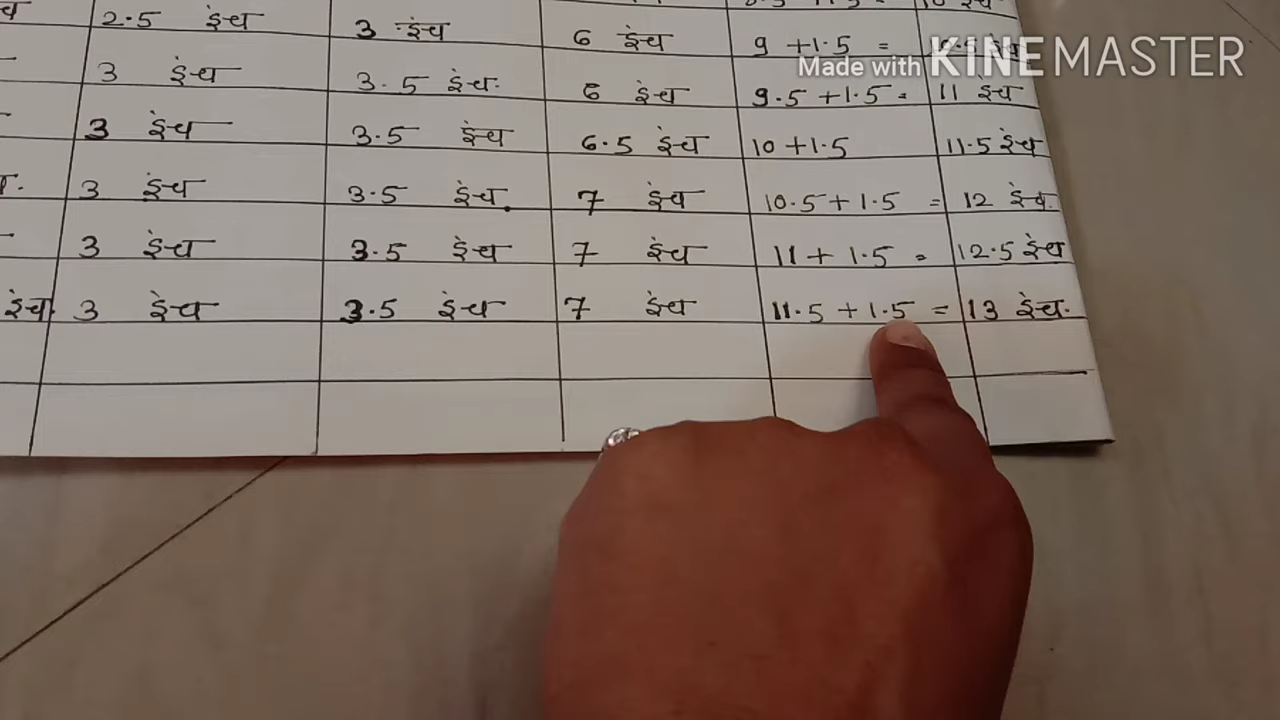 2.5 इंच 3 इंच 6 इंच 9 +1.5 =
3 इंच 3.5 इंच. 6 इंच 9.5 +1.5 = 11 इंच
3 इंच 3.5 इंच 6.5 इंच 10 +1.5 11.5 इंच
3 इंच 3.5 इंच. 7 इंच 10.5 + 1.5 = 12 इंच.
3 इंच 3.5 इंच 7 इंच 11 + 1.5 = 12.5 इंच
इंच. 3 इंच 3.5 इंच 7 इंच 11.5 + 1.5 = 13 इंच.
Made with KINEMASTER